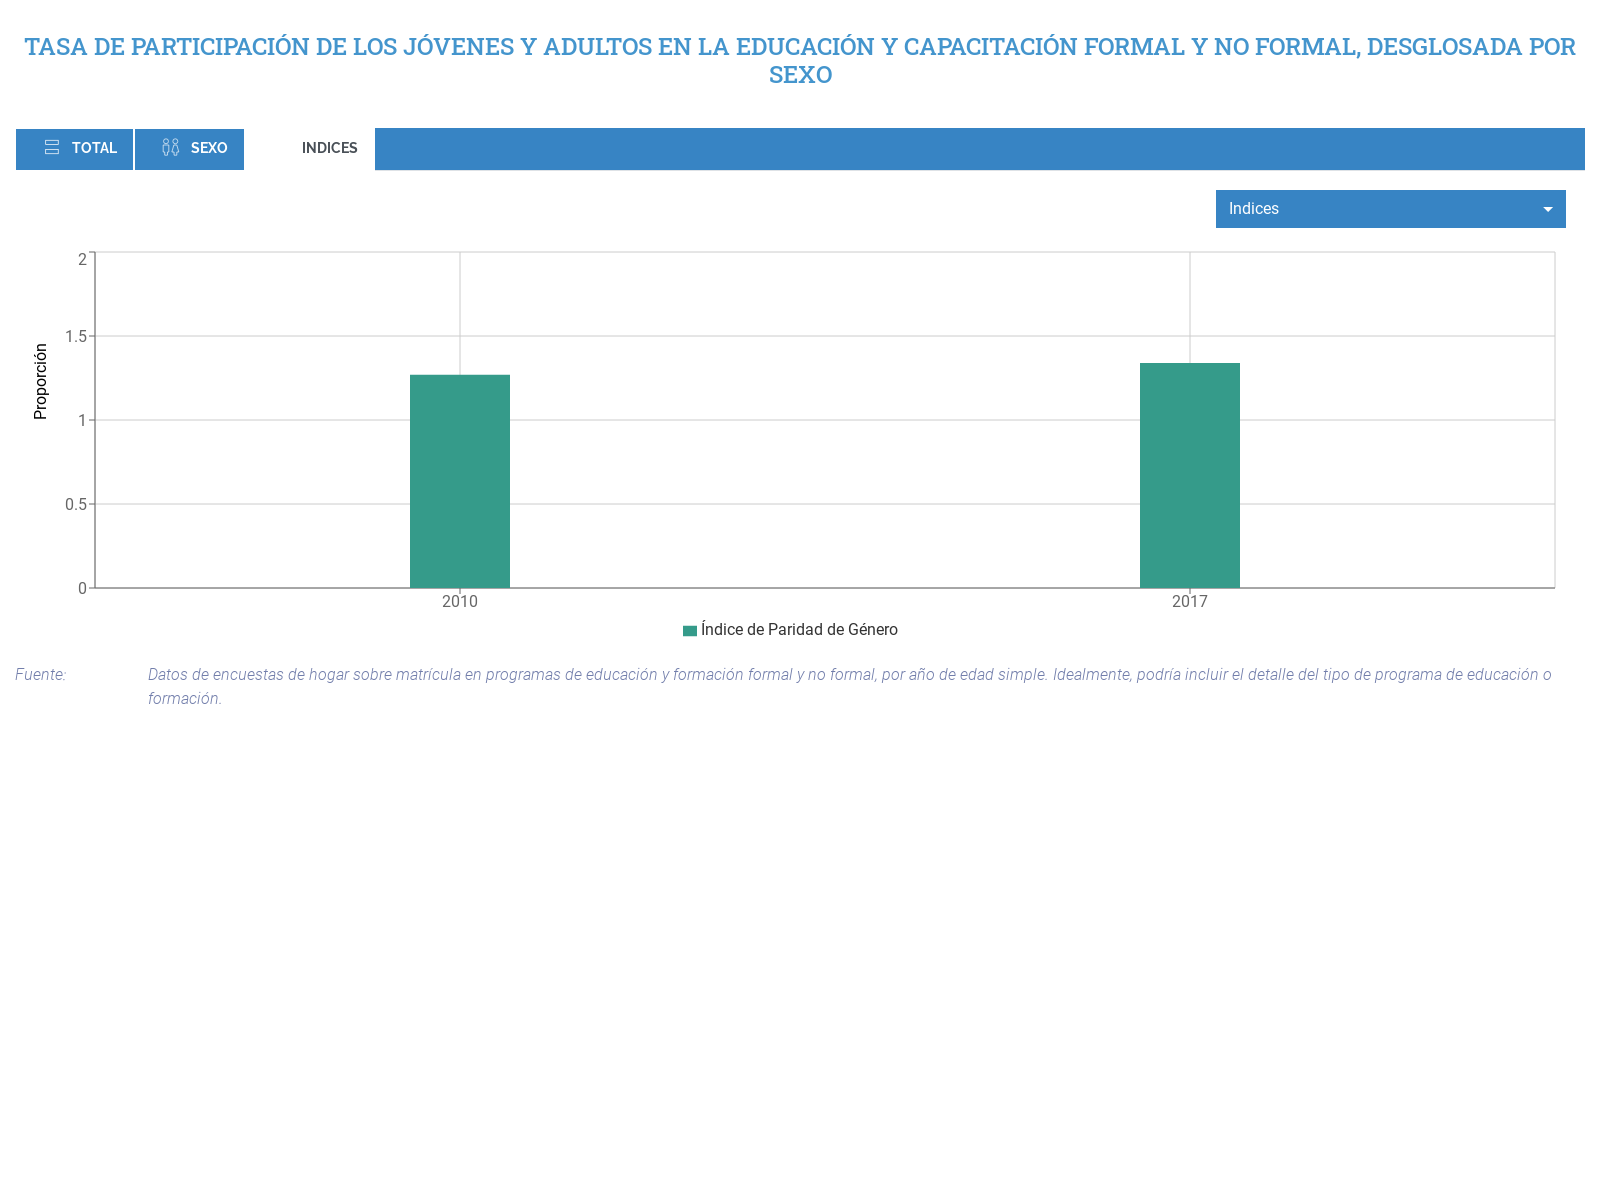 TASA DE PARTICIPACIÓN DE LOS JÓVENES Y ADULTOS EN LA EDUCACIÓN Y CAPACITACIÓN FORMAL Y NO FORMAL, DESGLOSADA POR
SEXO
TOTAL SEXO INDICES
Indices
Proporción
2
1.5
1
0.5
0
2010 2017
Índice de Paridad de Género
Fuente: Datos de encuestas de hogar sobre matrícula en programas de educación y formación formal y no formal, por año de edad simple. Idealmente, podría incluir el detalle del tipo de programa de educación o
formación.